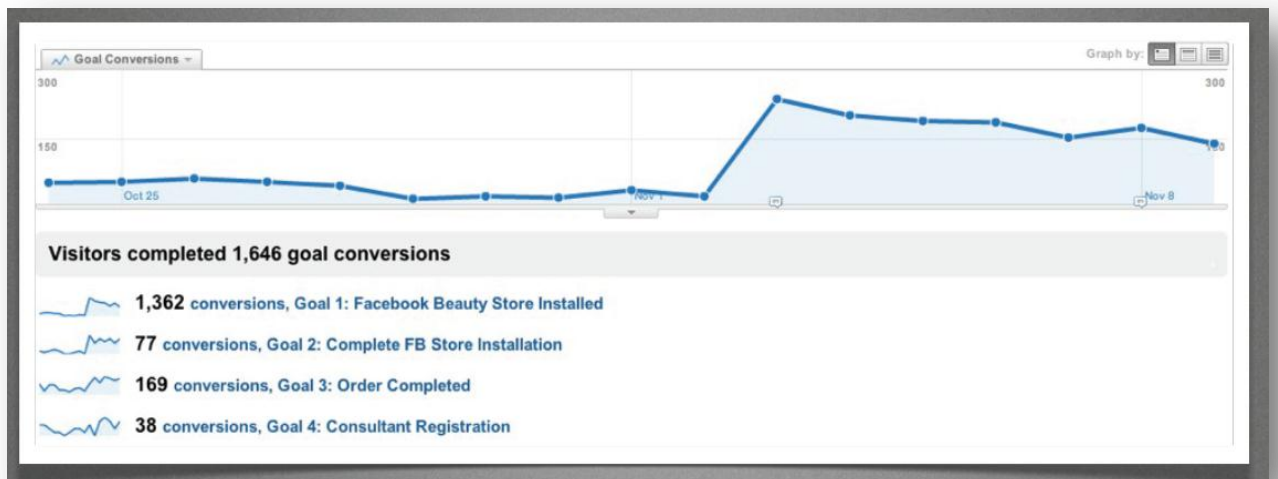 Goal Conversions
Graph by:
300 300
150 150
Oct 25 Nov 1 Nov 8
Visitors completed 1,646 goal conversions
1,362 conversions, Goal 1: Facebook Beauty Store Installed
77 conversions, Goal 2: Complete FB Store Installation
169 conversions, Goal 3: Order Completed
38 conversions, Goal 4: Consultant Registration